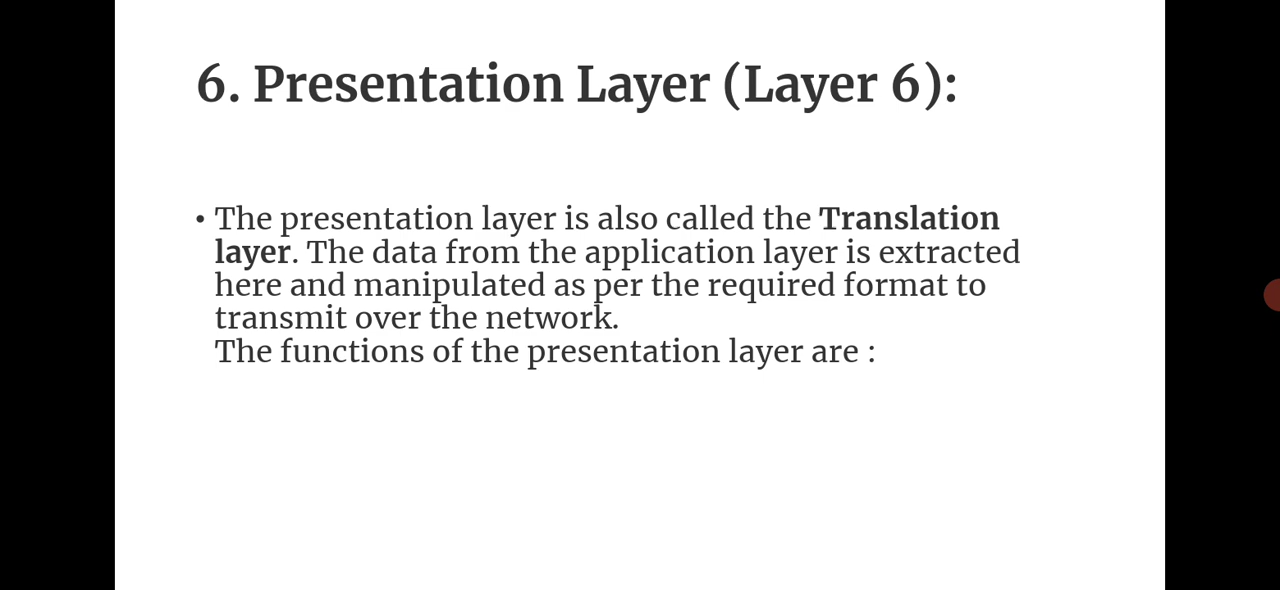 6. Presentation Layer (Layer 6):
• The presentation layer is also called the Translation
layer. The data from the application layer is extracted
here and manipulated as per the required format to
transmit over the network.
The functions of the presentation layer are :